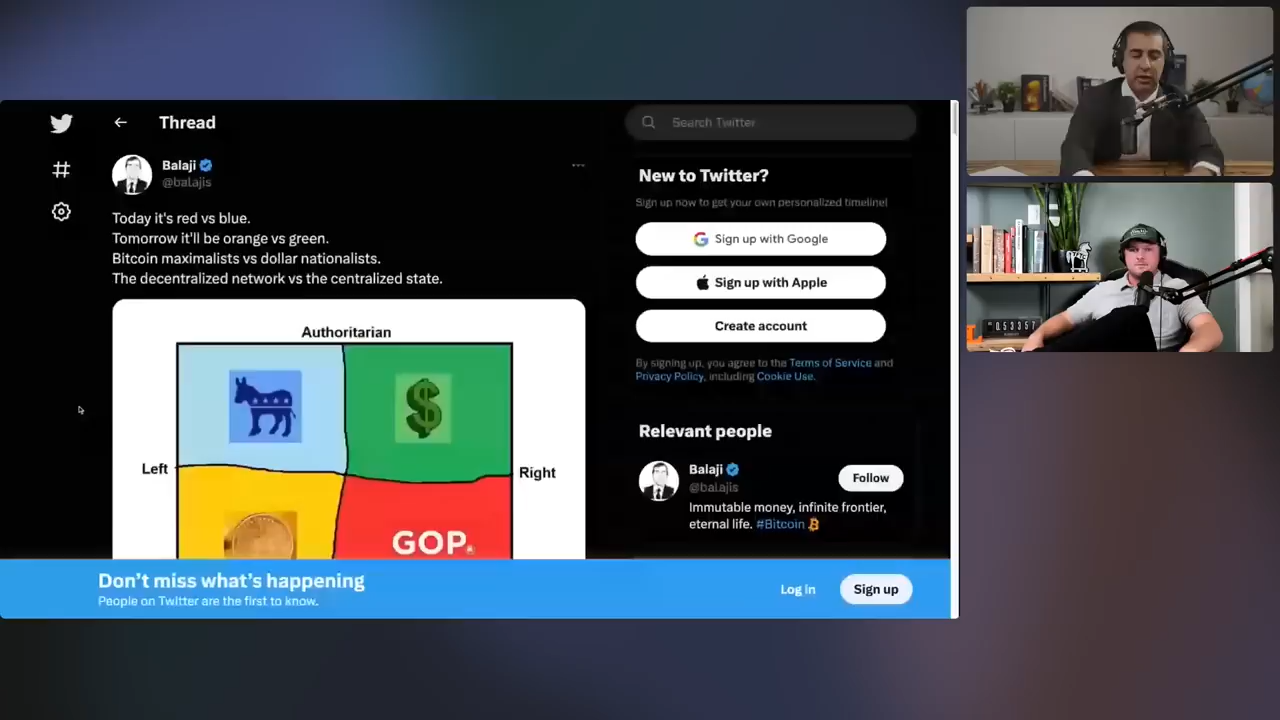 Thread
Balaji
@balajis
Today it's red vs blue.
Tomorrow it'll be orange vs green.
Bitcoin maximalists vs dollar nationalists.
The decentralized network vs the centralized state.
Authoritarian
Left
Right
GOP
Search Twitter
New to Twitter?
Sign up now to get your own personalized timeline!
Sign up with Google
Sign up with Apple
Create account
By signing up, you agree to the Terms of Service and
Privacy Policy, including Cookie Use.
Relevant people
Balaji
@balajis
Follow
Immutable money, infinite frontier,
eternal life. #Bitcoin
Don't miss what's happening
People on Twitter are the first to know.
Log in
Sign up